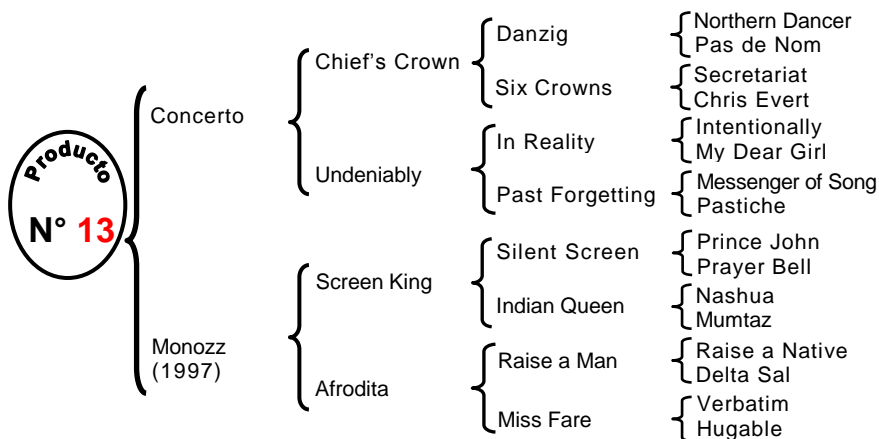 Producto
N° 13
Concerto
Monozz
(1997)
Chief's Crown
Undeniably
Screen King
Afrodita
Danzig
Six Crowns
In Reality
Past Forgetting
Silent Screen
Indian Queen
Raise a Man
Miss Fare
Northern Dancer
Pas de Nom
Secretariat
Chris Evert
Intentionally
My Dear Girl
Messenger of Song
Pastiche
Prince John
Prayer Bell
Nashua
Mumtaz
Raise a Native
Delta Sal
Verbatim
Hugable